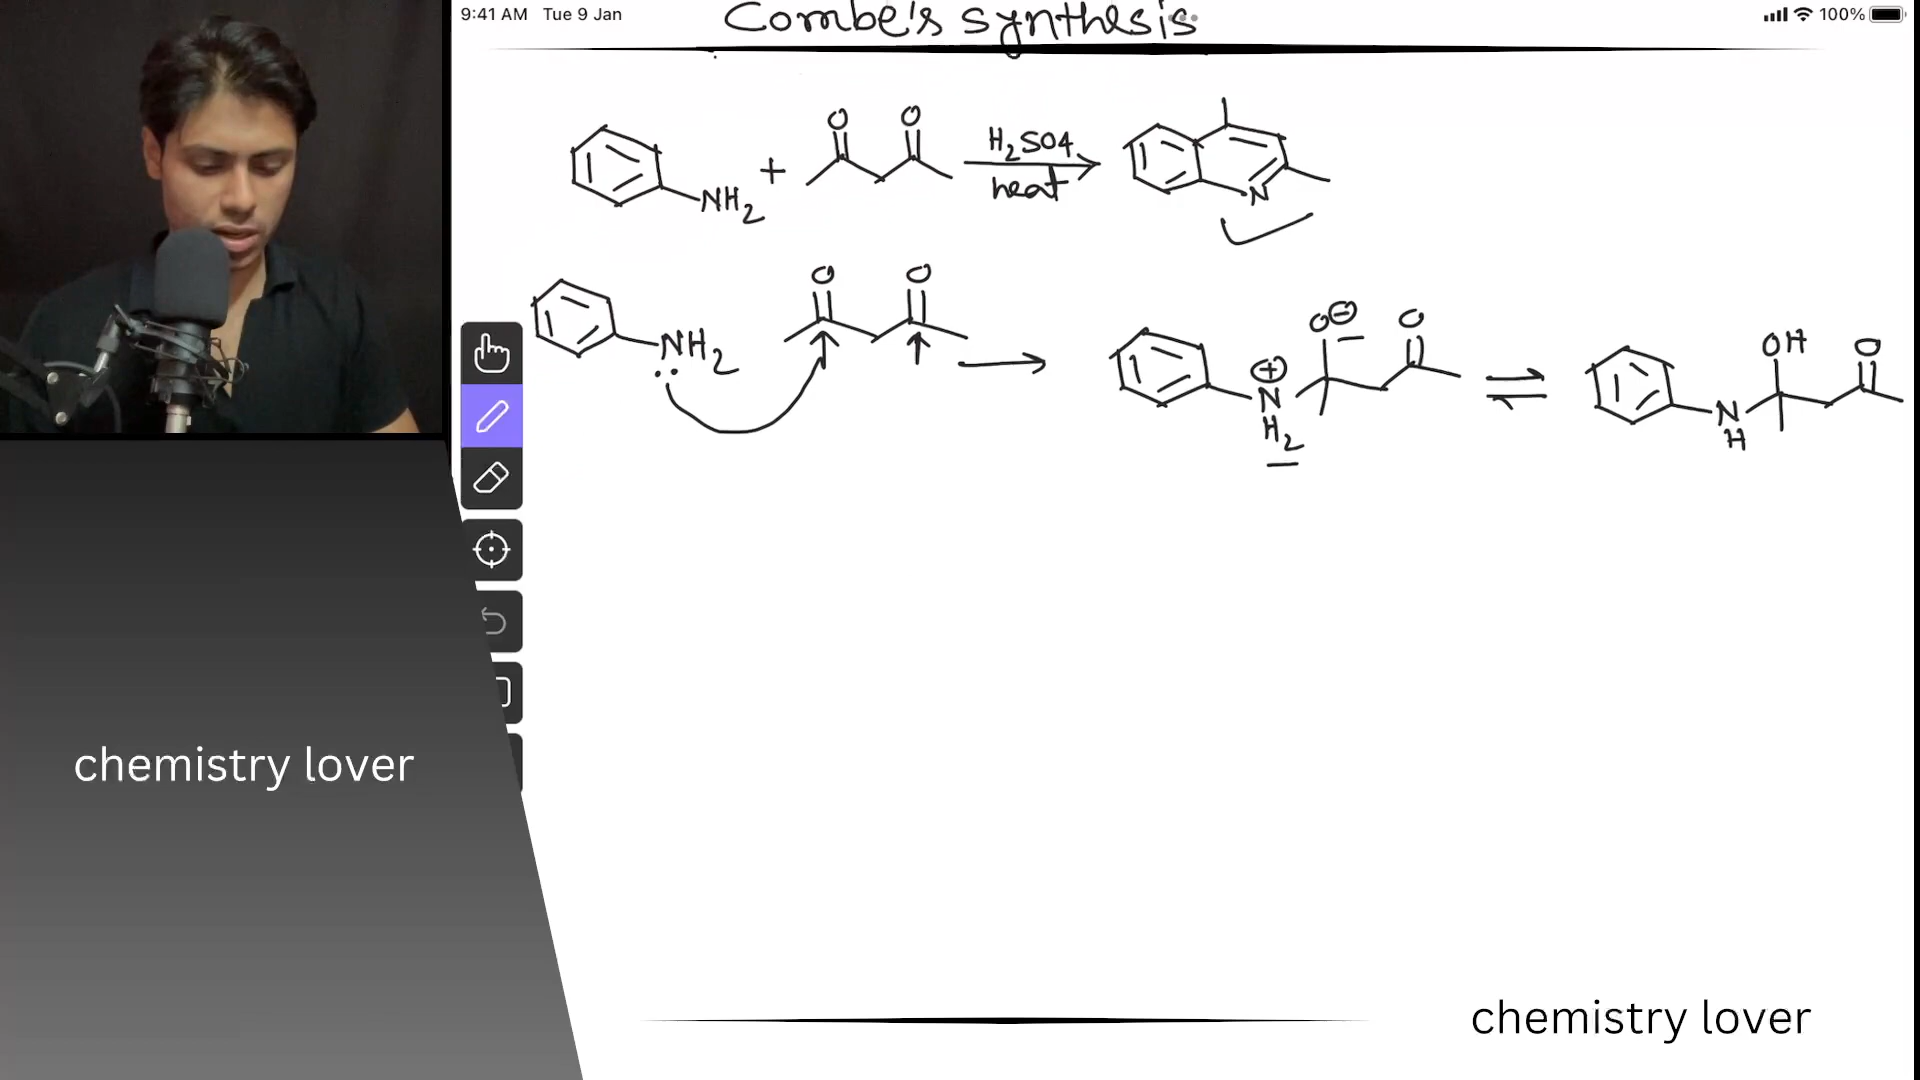 9:41 AM Tue 9 Jan
100%
Combe's synthesis
O O
NH2 + H2SO4
heat
N
O O
NH2
O⊖ O
⊕
N
H2
OH O
N
H
chemistry lover
chemistry lover